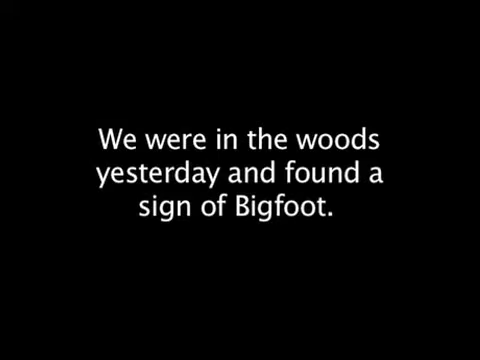 We were in the woods
yesterday and found a
sign of Bigfoot.